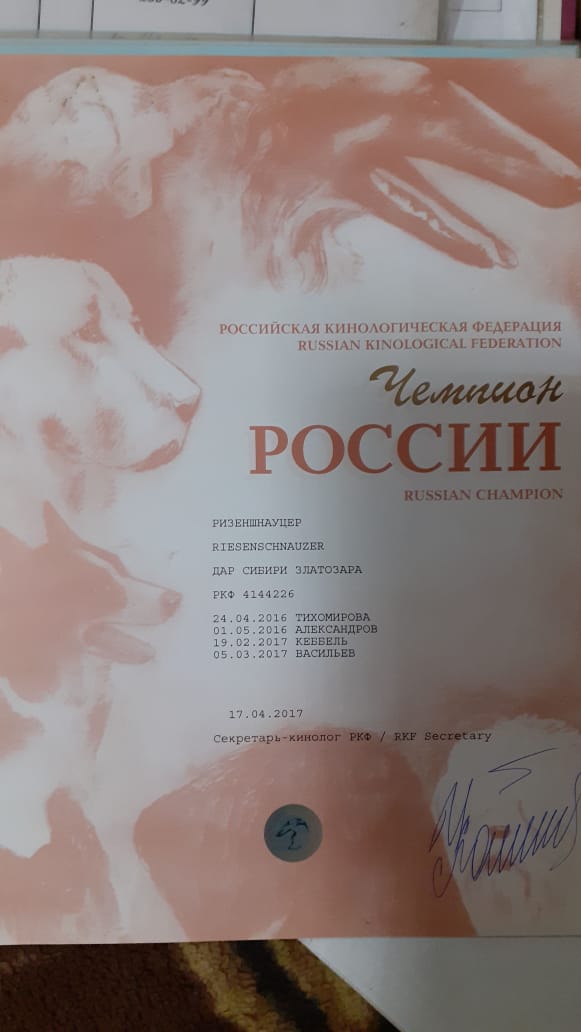 РОССИЙСКАЯ КИНОЛОГИЧЕСКАЯ ФЕДЕРАЦИЯ
RUSSIAN KINOLOGICAL FEDERATION
Чемпион
РОССИИ
RUSSIAN CHAMPION
РИЗЕНШНАУЦЕР
RIESENSCHNAUZER
ДАР СИБИРИ ЗЛАТОЗАРА
РКФ 4144226
24.04.2016 ТИХОМИРОВА
01.05.2016 АЛЕКСАНДРОВ
19.02.2017 КЕББЕЛЬ
05.03.2017 ВАСИЛЬЕВ
17.04.2017
Секретарь-кинолог РКФ / RKF Secretary